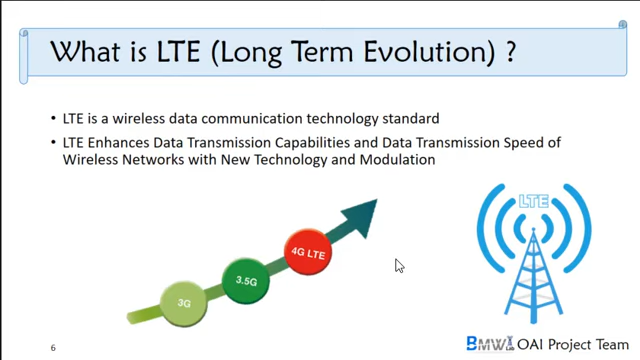 What is LTE (Long Term Evolution) ?
• LTE is a wireless data communication technology standard
• LTE Enhances Data Transmission Capabilities and Data Transmission Speed of
Wireless Networks with New Technology and Modulation
LTE
4G LTE
3.5G
3G
6
BMW OAI Project Team